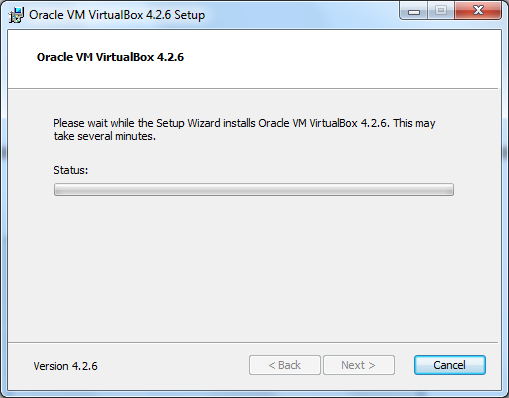 Oracle VM VirtualBox 4.2.6 Setup
Oracle VM VirtualBox 4.2.6
Please wait while the Setup Wizard installs Oracle VM VirtualBox 4.2.6. This may
take several minutes.
Status:
Version 4.2.6
< Back
Next >
Cancel